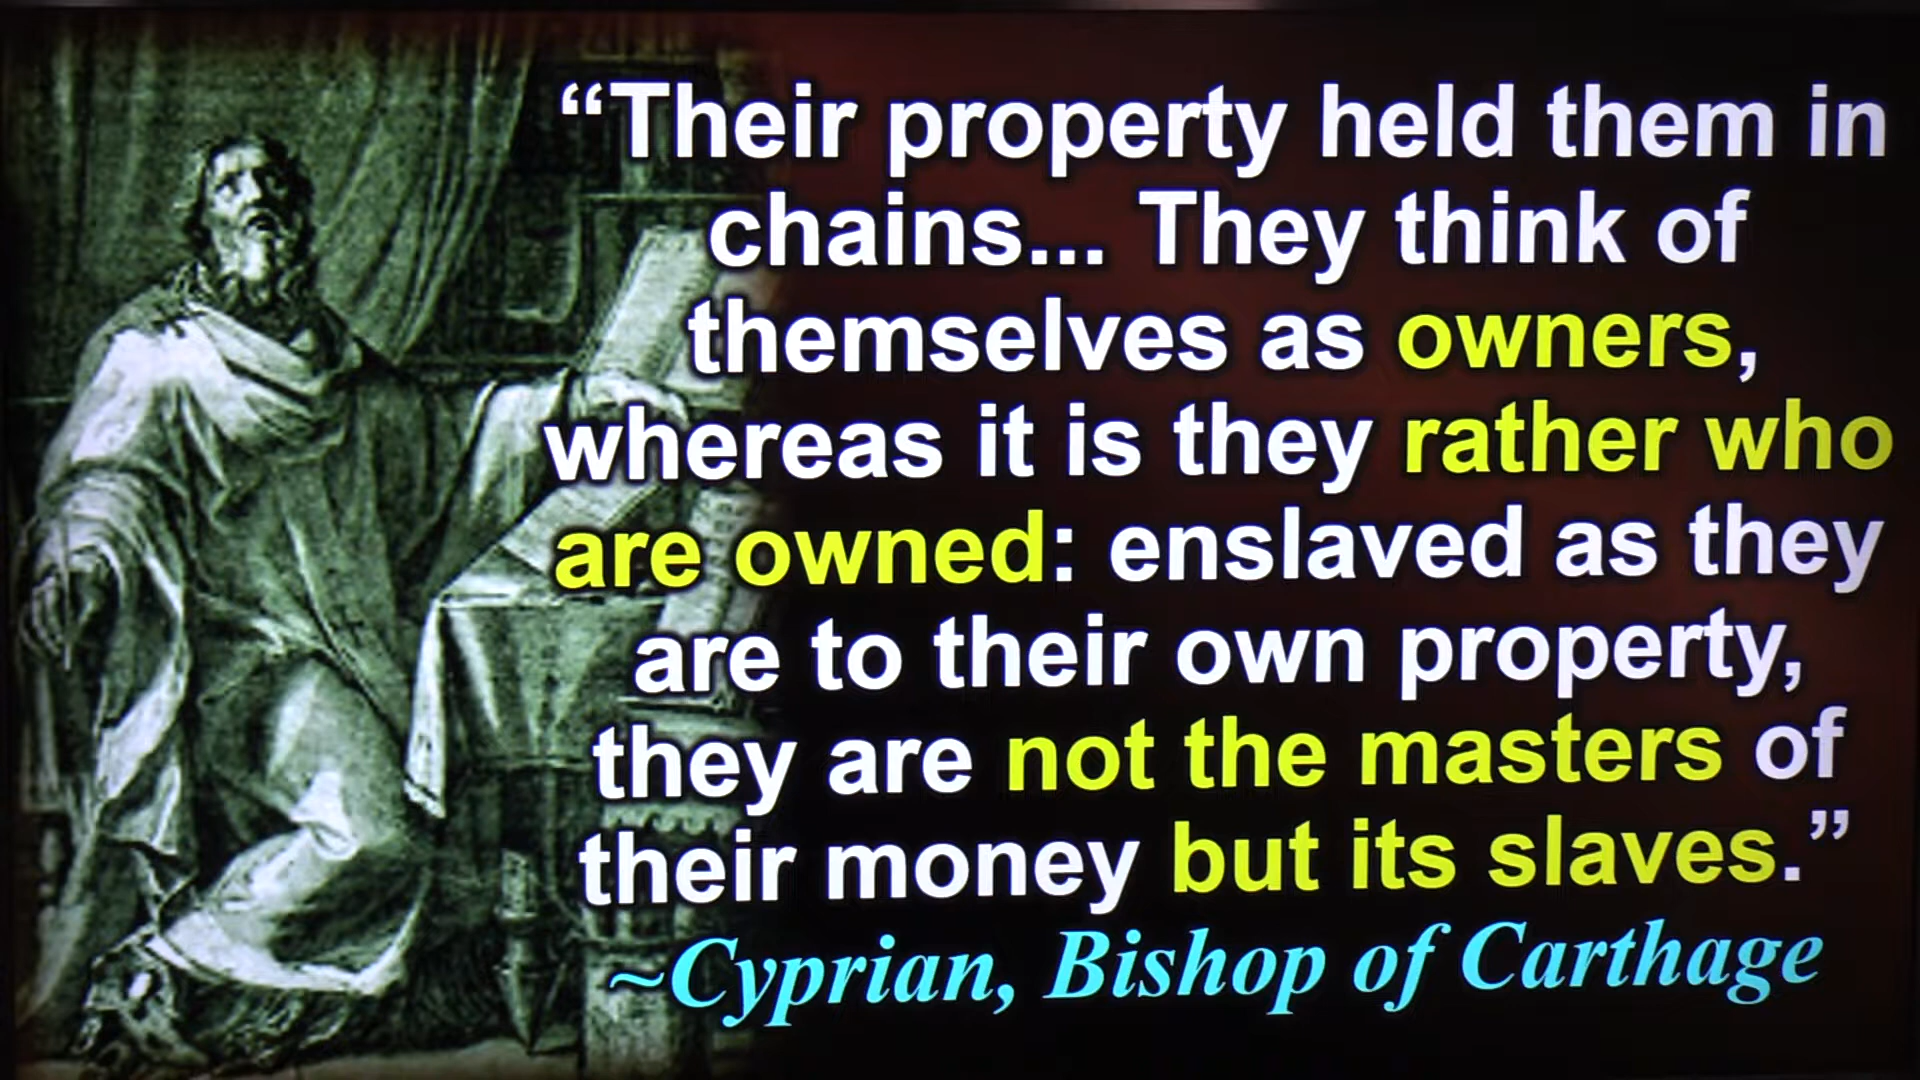 “Their property held them in
chains... They think of
themselves as owners,
whereas it is they rather who
are owned: enslaved as they
are to their own property,
they are not the masters of
their money but its slaves.”
~Cyprian, Bishop of Carthage